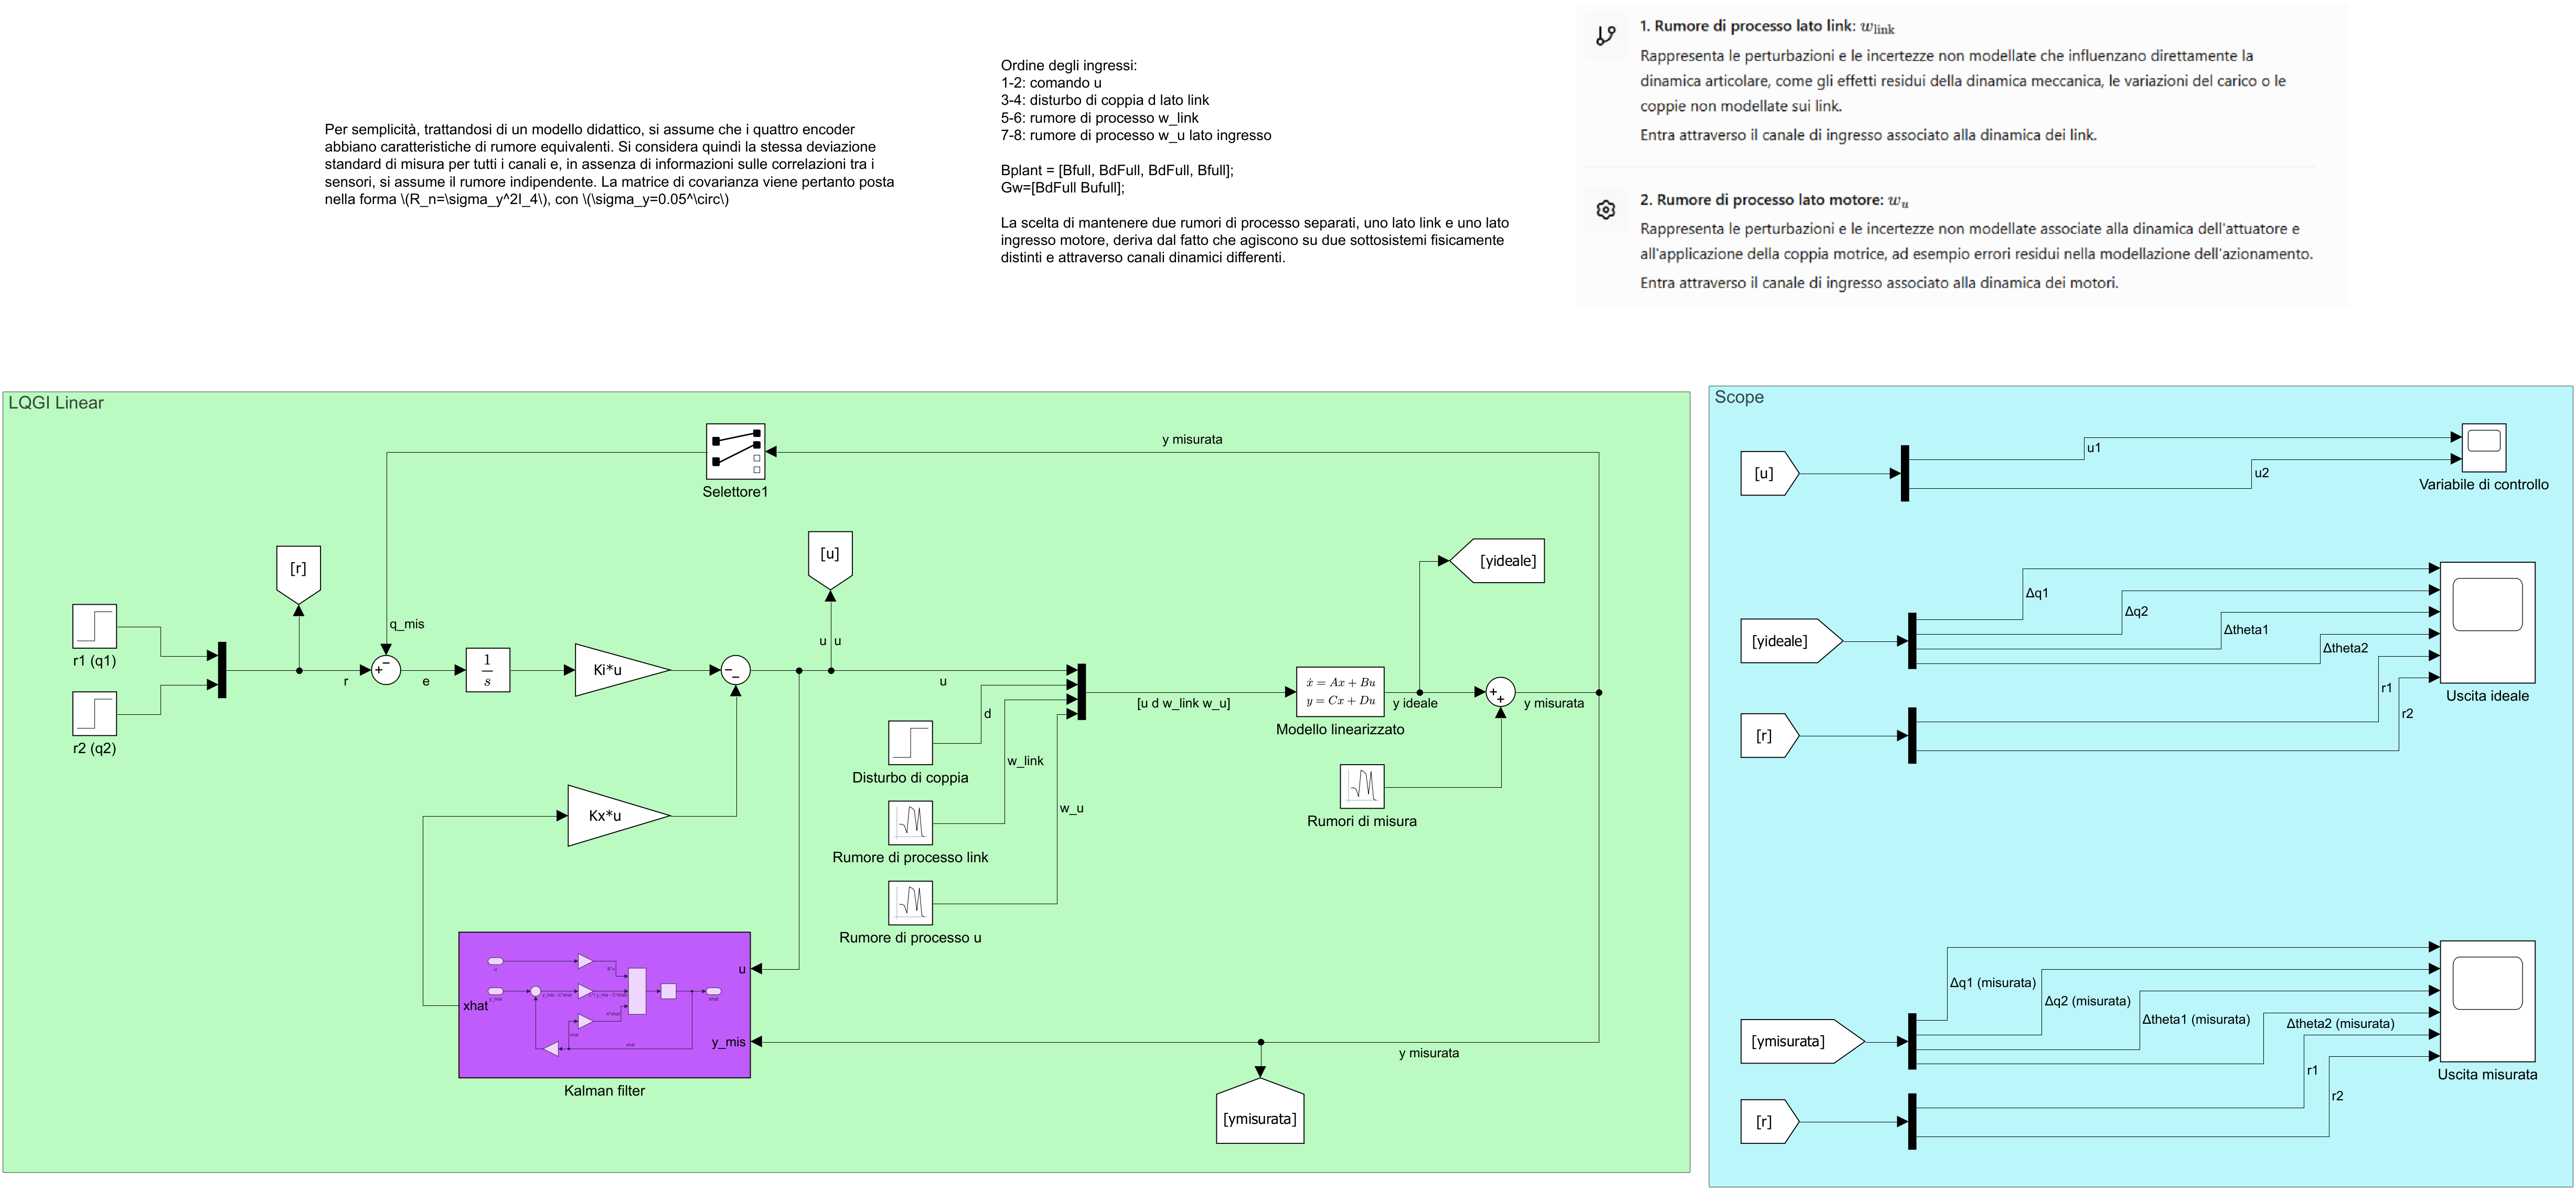 Per semplicità, trattandosi di un modello didattico, si assume che i quattro encoder
abbiano caratteristiche di rumore equivalenti. Si considera quindi la stessa deviazione
standard di misura per tutti i canali e, in assenza di informazioni sulle correlazioni tra i
sensori, si assume il rumore indipendente. La matrice di covarianza viene pertanto posta
nella forma \(R_n=\sigma_y^2I_4\), con \(\sigma_y=0.05^\circ\)
Ordine degli ingressi:
1-2: comando u
3-4: disturbo di coppia d lato link
5-6: rumore di processo w_link
7-8: rumore di processo w_u lato ingresso
Bplant = [Bfull, BdFull, BdFull, Bfull];
Gw=[BdFull Bufull];
La scelta di mantenere due rumori di processo separati, uno lato link e uno lato
ingresso motore, deriva dal fatto che agiscono su due sottosistemi fisicamente
distinti e attraverso canali dinamici differenti.
1. Rumore di processo lato link: w_link
Rappresenta le perturbazioni e le incertezze non modellate che influenzano direttamente la
dinamica articolare, come gli effetti residui della dinamica meccanica, le variazioni del carico o le
coppie non modellate sui link.
Entra attraverso il canale di ingresso associato alla dinamica dei link.
2. Rumore di processo lato motore: w_u
Rappresenta le perturbazioni e le incertezze non modellate associate alla dinamica dell'attuatore e
all'applicazione della coppia motrice, ad esempio errori residui nella modellazione dell'azionamento.
Entra attraverso il canale di ingresso associato alla dinamica dei motori.
LQGI Linear
y misurata
Selettore1
[r]
[u]
[yideale]
q_mis
r1 (q1)
r2 (q2)
r
+
−
e
1
s
Ki*u
−
−
u
u
u
d
w_link
w_u
[u d w_link w_u]
ẋ = Ax + Bu
y = Cx + Du
Modello linearizzato
y ideale
+
+
y misurata
Disturbo di coppia
Rumore di processo link
Rumore di processo u
Rumori di misura
Kx*u
u
xhat
y_mis
Kalman filter
y misurata
[ymisurata]
Scope
[u]
u1
u2
Variabile di controllo
[yideale]
Δq1
Δq2
Δtheta1
Δtheta2
r1
r2
[r]
Uscita ideale
[ymisurata]
Δq1 (misurata)
Δq2 (misurata)
Δtheta1 (misurata)
Δtheta2 (misurata)
r1
r2
[r]
Uscita misurata